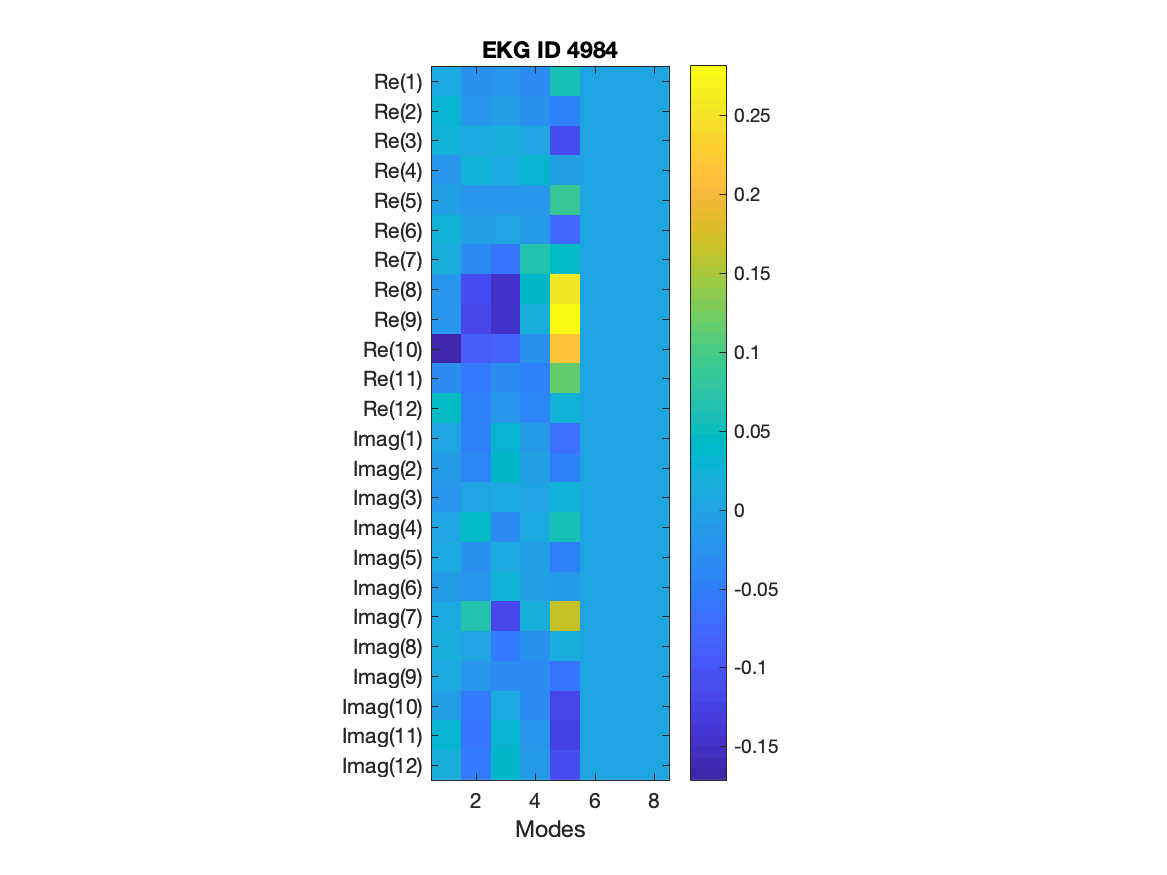 EKG ID 4984
Re(1)
Re(2)
Re(3)
Re(4)
Re(5)
Re(6)
Re(7)
Re(8)
Re(9)
Re(10)
Re(11)
Re(12)
Imag(1)
Imag(2)
Imag(3)
Imag(4)
Imag(5)
Imag(6)
Imag(7)
Imag(8)
Imag(9)
Imag(10)
Imag(11)
Imag(12)
2 4 6 8
Modes
0.25
0.2
0.15
0.1
0.05
0
-0.05
-0.1
-0.15